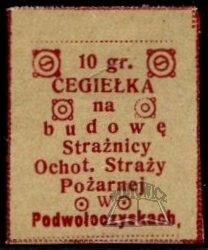 10 gr.
CEGIEŁKA
na
budowę
Strażnicy
Ochot. Straży
Pożarnej
w
Podwołoczyskach